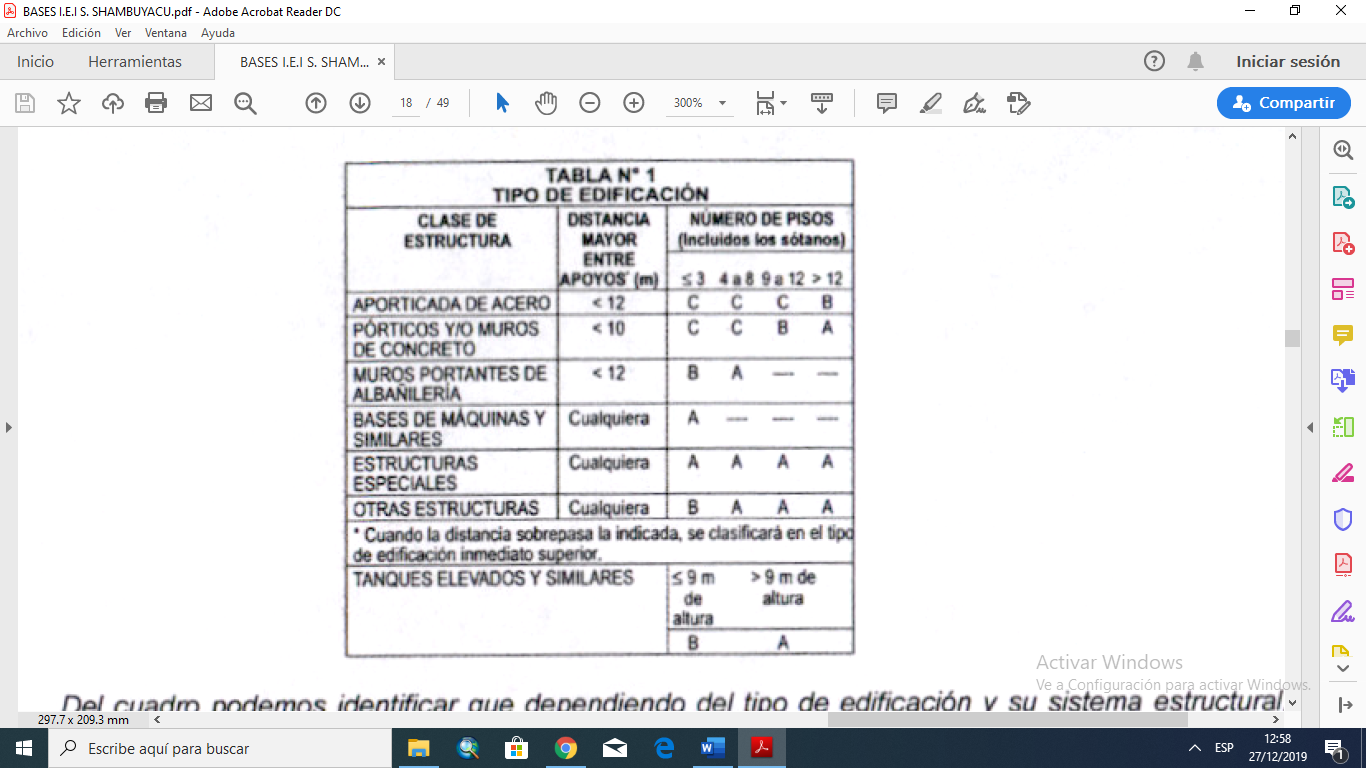 BASES I.E.I S. SHAMBUYACU.pdf - Adobe Acrobat Reader DC
Archivo Edición Ver Ventana Ayuda
Inicio Herramientas BASES I.E.I S. SHAM... × Iniciar sesión
18 / 49 300% Compartir
TABLA N° 1
TIPO DE EDIFICACIÓN
CLASE DE ESTRUCTURA
DISTANCIA MAYOR ENTRE APOYOS* (m)
NÚMERO DE PISOS
(Incluidos los sótanos)
≤ 3 4 a 8 9 a 12 > 12
APORTICADA DE ACERO < 12 C C C B
PÓRTICOS Y/O MUROS < 10 C C B A
DE CONCRETO
MUROS PORTANTES DE < 12 B A --- ---
ALBAÑILERÍA
BASES DE MÁQUINAS Y Cualquiera A --- --- ---
SIMILARES
ESTRUCTURAS Cualquiera A A A A
ESPECIALES
OTRAS ESTRUCTURAS Cualquiera B A A A
* Cuando la distancia sobrepasa la indicada, se clasificará en el tipo
de edificación inmediato superior.
TANQUES ELEVADOS Y SIMILARES ≤ 9 m > 9 m de
de altura
altura
B A
Activar Windows
Ve a Configuración para activar Windows.
Del cuadro podemos identificar que dependiendo del tipo de edificación y su sistema estructural,
297.7 x 209.3 mm
Escribe aquí para buscar
ESP
12:58
27/12/2019
1